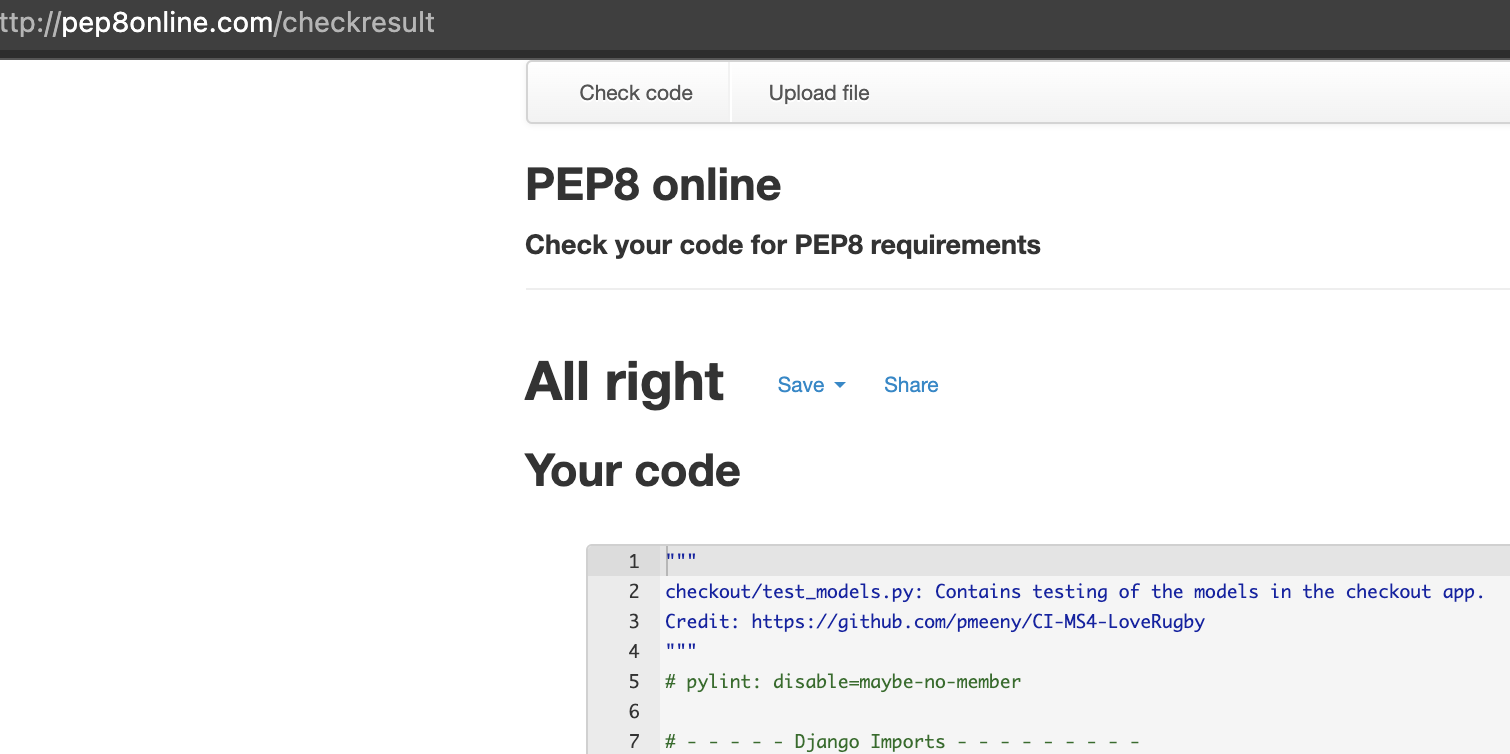 ttp://pep8online.com/checkresult
Check code Upload file
PEP8 online
Check your code for PEP8 requirements
All right Save Share
Your code
1 """
2 checkout/test_models.py: Contains testing of the models in the checkout app.
3 Credit: https://github.com/pmeeny/CI-MS4-LoveRugby
4 """
5 # pylint: disable=maybe-no-member
6
7 # - - - - - Django Imports - - - - - - - - -